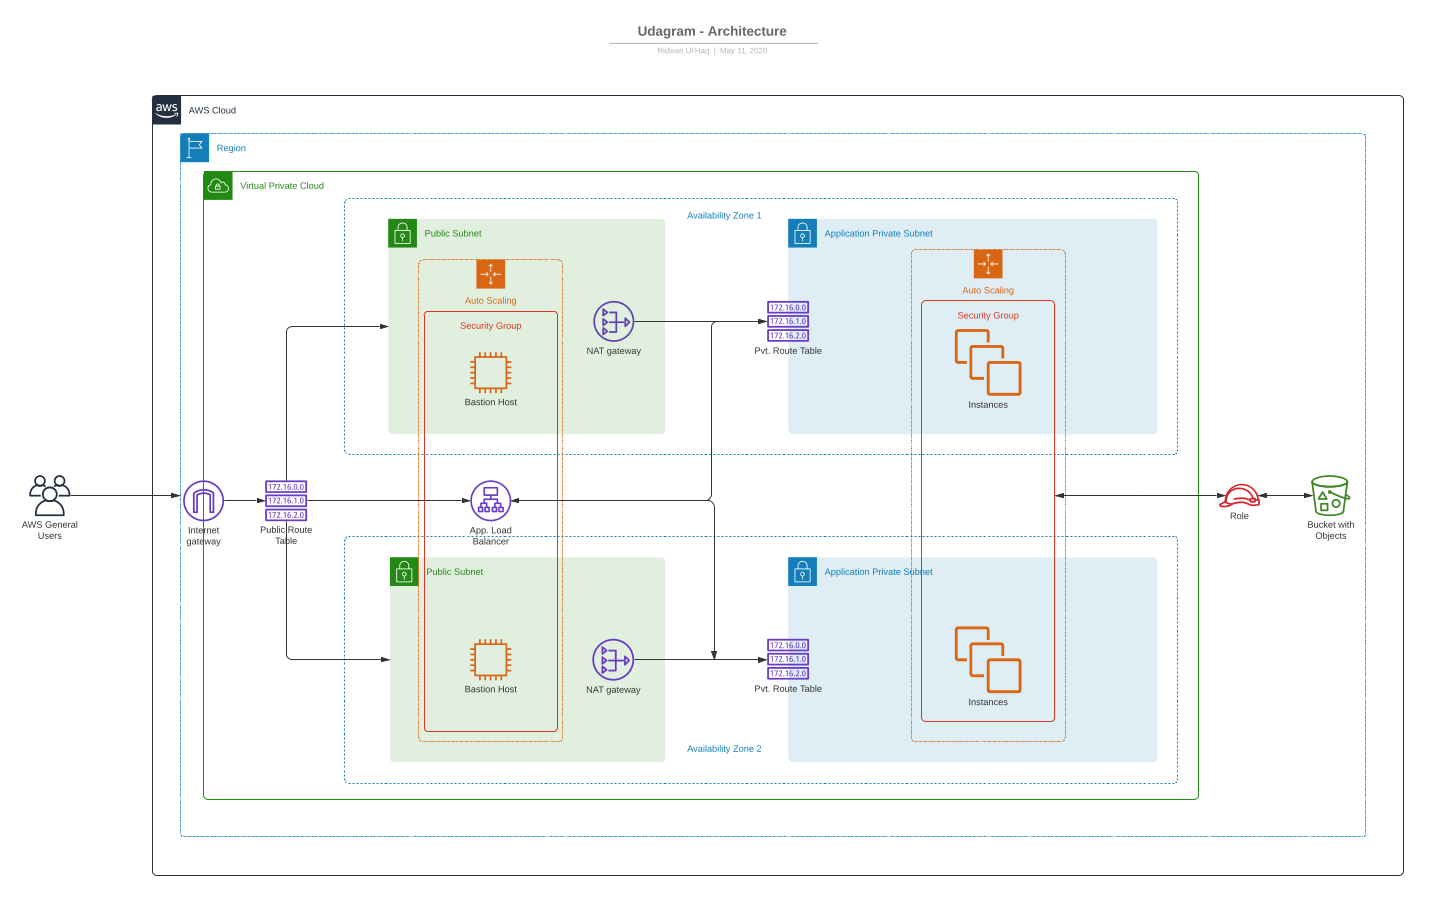 Udagram - Architecture
Ridwan Ul Haq | May 11, 2020
aws
AWS Cloud
Region
Virtual Private Cloud
Availability Zone 1
Public Subnet
Application Private Subnet
Auto Scaling
Auto Scaling
Security Group
Security Group
172.16.0.0
172.16.1.0
172.16.2.0
NAT gateway
Pvt. Route Table
Bastion Host
Instances
AWS General
Users
Internet
gateway
172.16.0.0
172.16.1.0
172.16.2.0
Public Route
Table
App. Load
Balancer
Role
Bucket with
Objects
Public Subnet
Application Private Subnet
172.16.0.0
172.16.1.0
172.16.2.0
Bastion Host
NAT gateway
Pvt. Route Table
Instances
Availability Zone 2